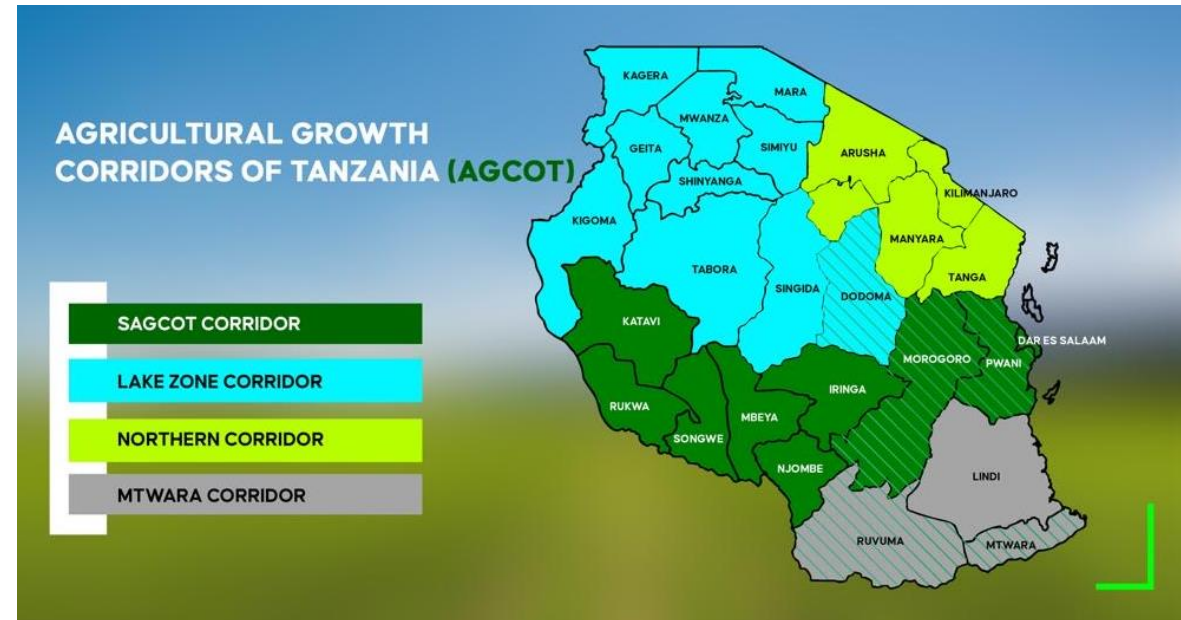 AGRICULTURAL GROWTH
CORRIDORS OF TANZANIA (AGCOT)
SAGCOT CORRIDOR
LAKE ZONE CORRIDOR
NORTHERN CORRIDOR
MTWARA CORRIDOR
KAGERA
MARA
MWANZA
GEITA
SIMIYU
ARUSHA
SHINYANGA
KILIMANJARO
KIGOMA
MANYARA
TABORA
TANGA
SINGIDA
DODOMA
KATAVI
DAR ES SALAAM
MOROGORO
PWANI
IRINGA
RUKWA
MBEYA
SONGWE
NJOMBE
LINDI
RUVUMA
MTWARA